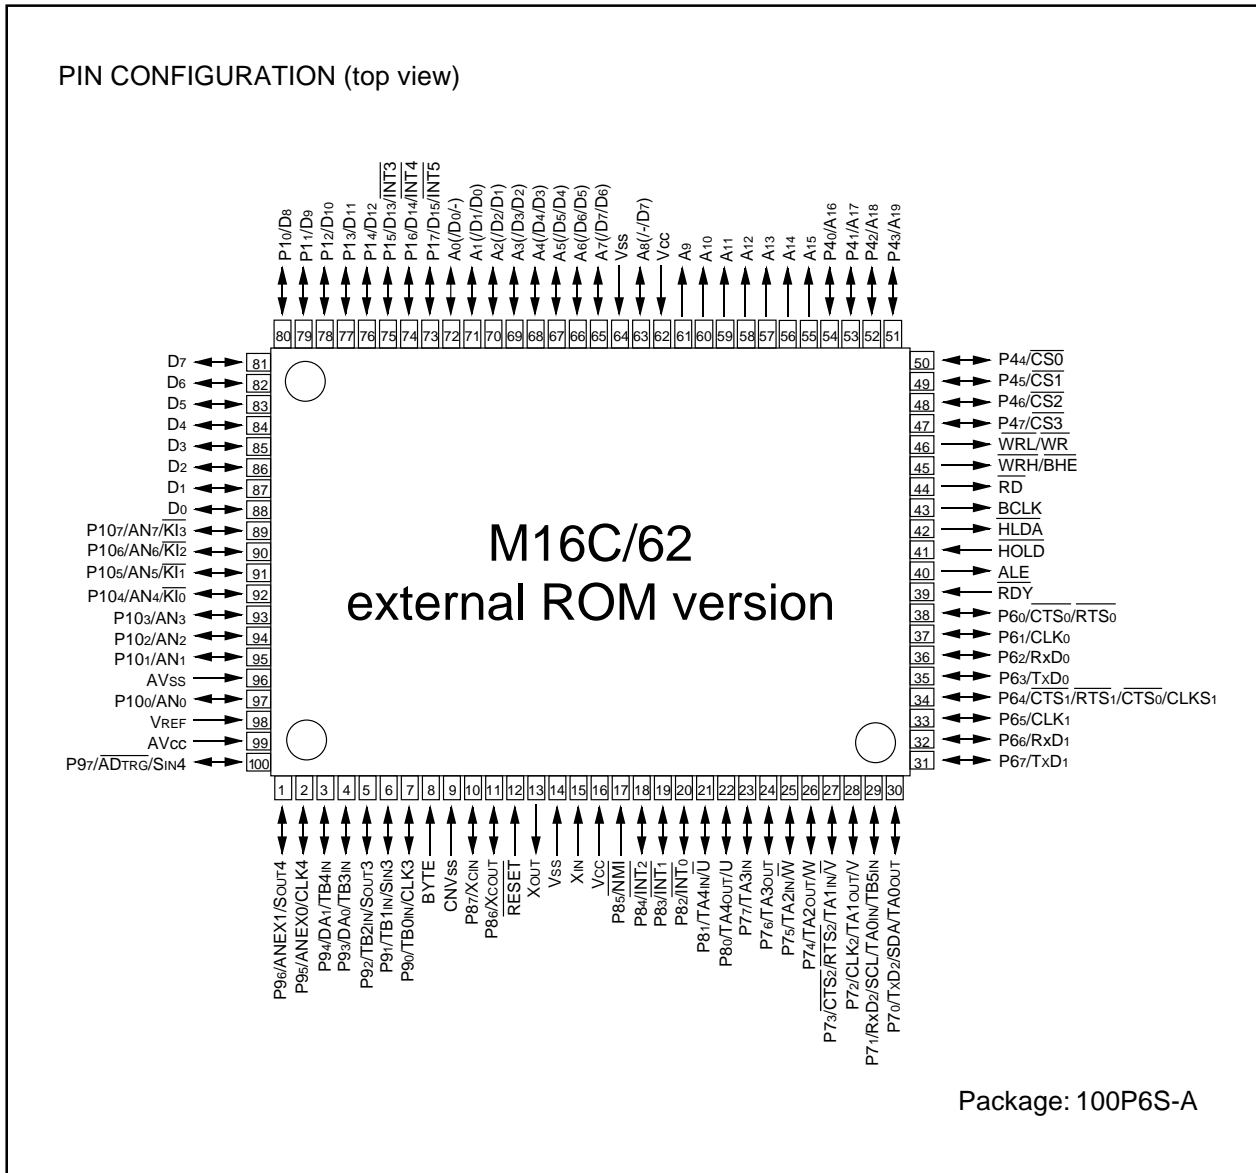 PIN CONFIGURATION (top view)
P10/D8
P11/D9
P12/D10
P13/D11
P14/D12
P15/D13/INT3
P16/D14/INT4
P17/D15/INT5
A0(/D0/-)
A1(/D1/D0)
A2(/D2/D1)
A3(/D3/D2)
A4(/D4/D3)
A5(/D5/D4)
A6(/D6/D5)
A7(/D7/D6)
Vss
A8(/-/D7)
Vcc
A9
A10
A11
A12
A13
A14
A15
P40/A16
P41/A17
P42/A18
P43/A19
80 79 78 77 76 75 74 73 72 71 70 69 68 67 66 65 64 63 62 61 60 59 58 57 56 55 54 53 52 51
D7 81
D6 82
D5 83
D4 84
D3 85
D2 86
D1 87
D0 88
P107/AN7/KI3 89
P106/AN6/KI2 90
P105/AN5/KI1 91
P104/AN4/KI0 92
P103/AN3 93
P102/AN2 94
P101/AN1 95
AVSS 96
P100/AN0 97
VREF 98
AVcc 99
P97/ADTRG/SIN4 100
M16C/62
external ROM version
50 P44/CS0
49 P45/CS1
48 P46/CS2
47 P47/CS3
46 WRL/WR
45 WRH/BHE
44 RD
43 BCLK
42 HLDA
41 HOLD
40 ALE
39 RDY
38 P60/CTS0/RTS0
37 P61/CLK0
36 P62/RxD0
35 P63/TxD0
34 P64/CTS1/RTS1/CTS0/CLKS1
33 P65/CLK1
32 P66/RxD1
31 P67/TxD1
1 2 3 4 5 6 7 8 9 10 11 12 13 14 15 16 17 18 19 20 21 22 23 24 25 26 27 28 29 30
P96/ANEX1/SOUT4
P95/ANEX0/CLK4
P94/DA1/TB4IN
P93/DA0/TB3IN
P92/TB2IN/SOUT3
P91/TB1IN/SIN3
P90/TB0IN/CLK3
BYTE
CNVss
P87/XCIN
P86/XCOUT
RESET
XOUT
VSS
XIN
VCC
P85/NMI
P84/INT2
P83/INT1
P82/INT0
P81/TA4IN/U
P80/TA4OUT/U
P77/TA3IN
P76/TA3OUT
P75/TA2IN/W
P74/TA2OUT/W
P73/CTS2/RTS2/TA1IN/V
P72/CLK2/TA1OUT/V
P71/RxD2/SCL/TA0IN/TB5IN
P70/TxD2/SDA/TA0OUT
Package: 100P6S-A